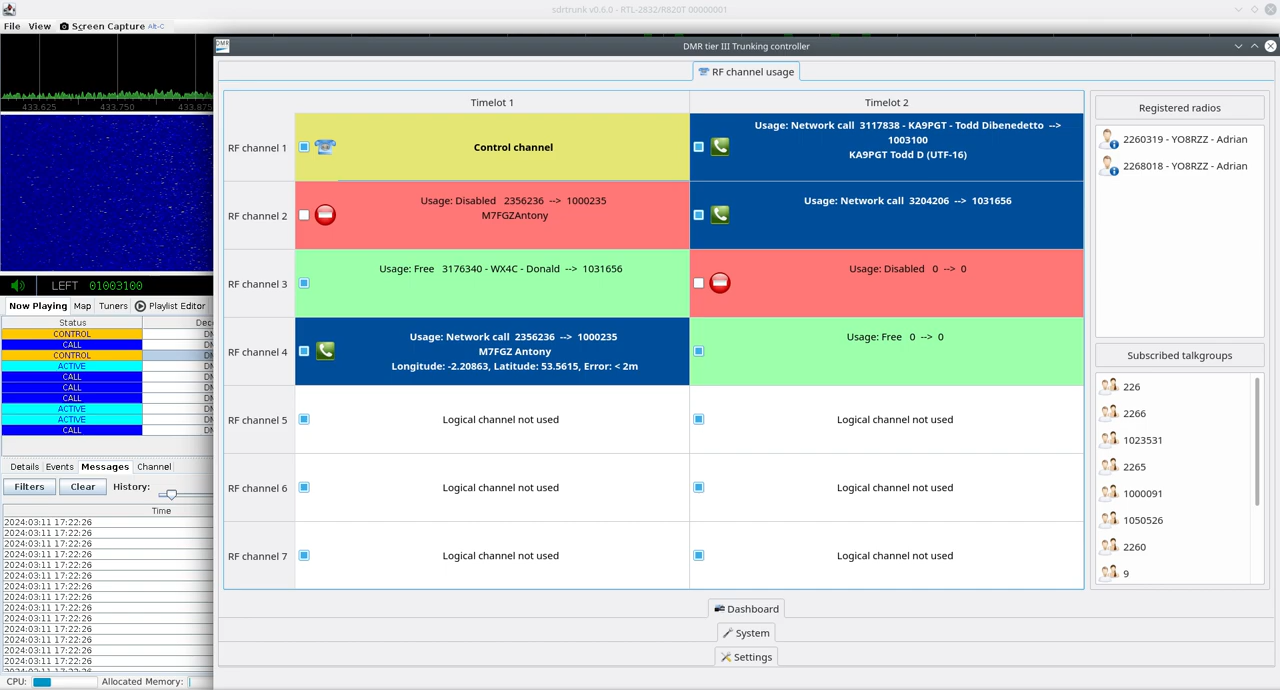 sdrtrunk v0.6.0 - RTL-2832/R820T 00000001
File View Screen Capture Alt-C
DMR tier III Trunking controller
433.625 433.750 433.875
LEFT 01003100
Now Playing Map Tuners Playlist Editor
Status
CONTROL
CALL
CONTROL
ACTIVE
CALL
CALL
CALL
ACTIVE
ACTIVE
CALL
Details Events Messages Channel
Filters Clear History:
Time
2024:03:11 17:22:26
2024:03:11 17:22:26
2024:03:11 17:22:26
2024:03:11 17:22:26
2024:03:11 17:22:26
2024:03:11 17:22:26
2024:03:11 17:22:26
2024:03:11 17:22:26
2024:03:11 17:22:26
2024:03:11 17:22:26
2024:03:11 17:22:26
2024:03:11 17:22:26
2024:03:11 17:22:26
2024:03:11 17:22:26
CPU: Allocated Memory:
RF channel usage
Timelot 1 Timelot 2
RF channel 1
Control channel
Usage: Network call 3117838 - KA9PGT - Todd Dibenedetto -->
1003100
KA9PGT Todd D (UTF-16)
RF channel 2
Usage: Disabled 2356236 --> 1000235
M7FGZAntony
Usage: Network call 3204206 --> 1031656
RF channel 3
Usage: Free 3176340 - WX4C - Donald --> 1031656
Usage: Disabled 0 --> 0
RF channel 4
Usage: Network call 2356236 --> 1000235
M7FGZ Antony
Longitude: -2.20863, Latitude: 53.5615, Error: < 2m
Usage: Free 0 --> 0
RF channel 5
Logical channel not used
Logical channel not used
RF channel 6
Logical channel not used
Logical channel not used
RF channel 7
Logical channel not used
Logical channel not used
Registered radios
2260319 - YO8RZZ - Adrian
2268018 - YO8RZZ - Adrian
Subscribed talkgroups
226
2266
1023531
2265
1000091
1050526
2260
9
Dashboard
System
Settings